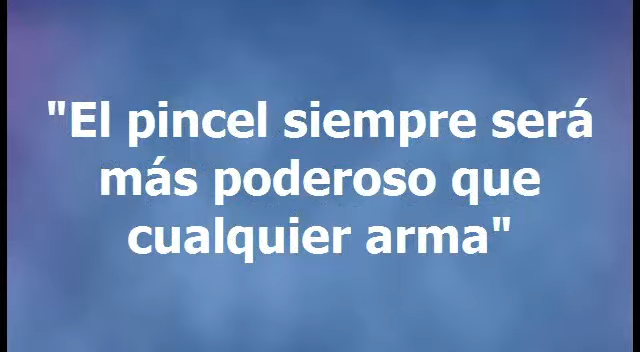 "El pincel siempre será
más poderoso que
cualquier arma"